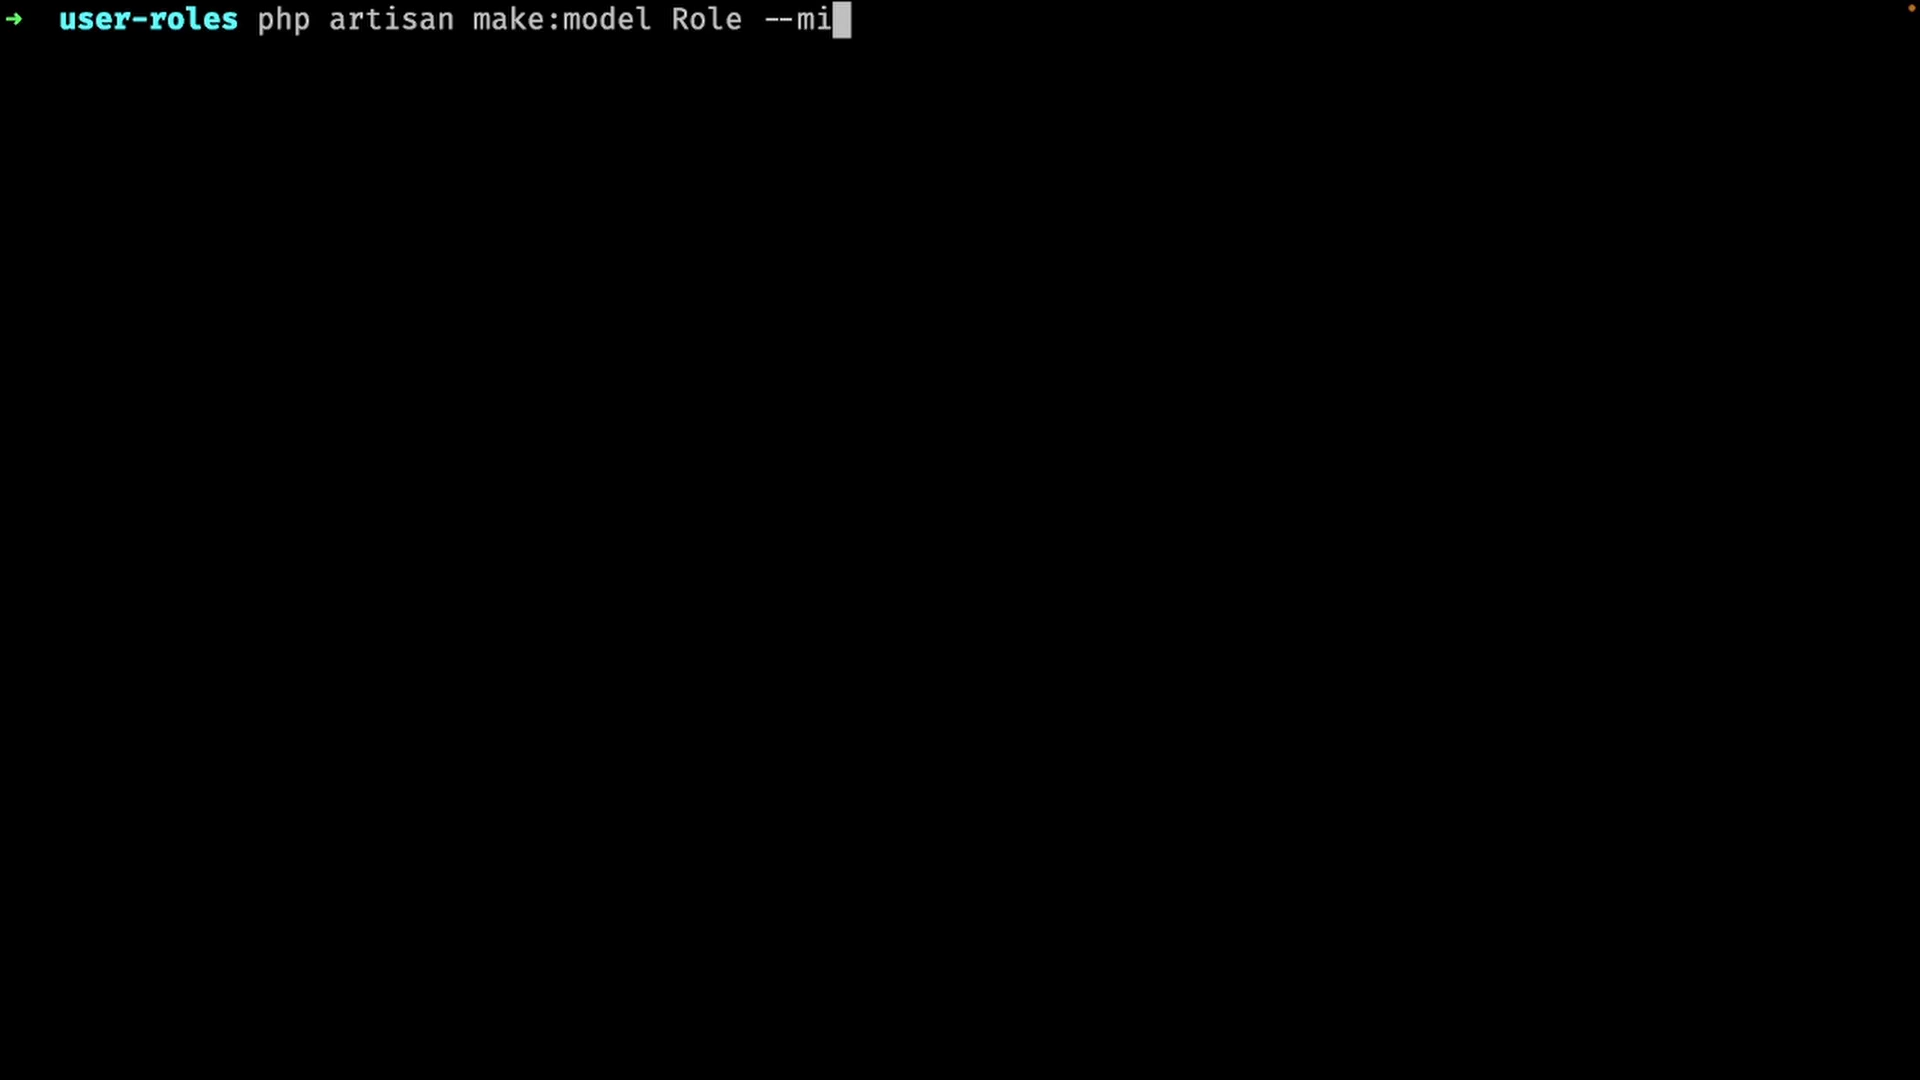 ➜ user-roles php artisan make:model Role --mi